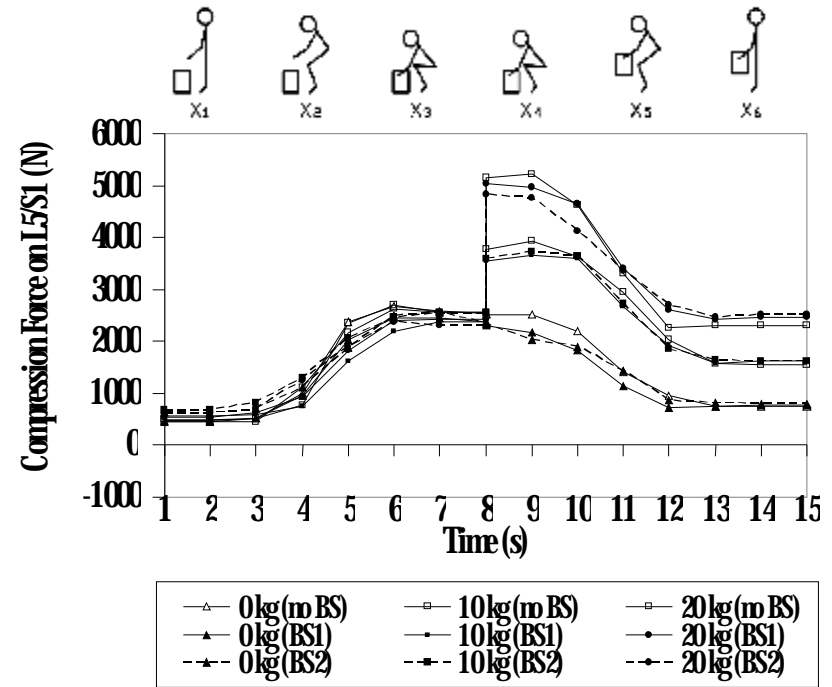 X1 X2 X3 X4 X5 X6
Compression Force on L5/S1 (N)
6000
5000
4000
3000
2000
1000
0
-1000
1 2 3 4 5 6 7 8 9 10 11 12 13 14 15
Time (s)
0 kg (no BS) 10 kg (no BS) 20 kg (no BS)
0 kg (BS1) 10 kg (BS1) 20 kg (BS1)
0 kg (BS2) 10 kg (BS2) 20 kg (BS2)